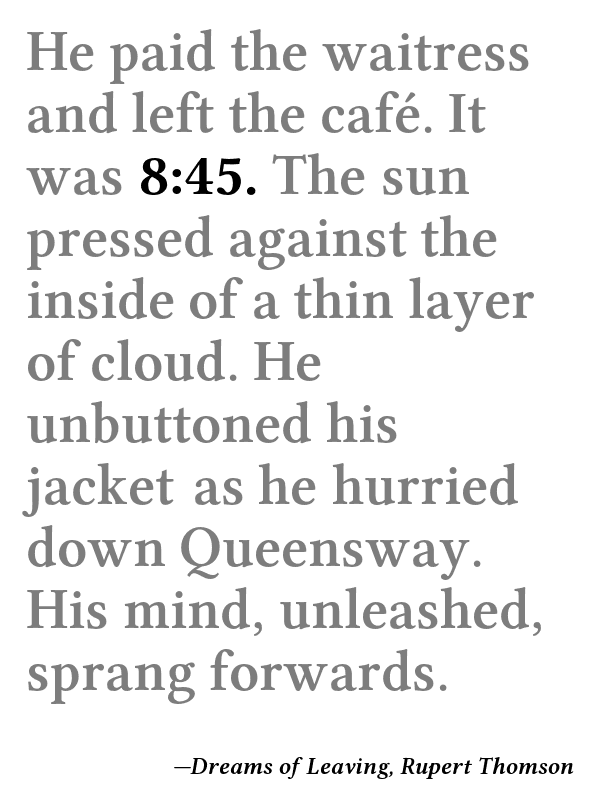 He paid the waitress
and left the café. It
was 8:45. The sun
pressed against the
inside of a thin layer
of cloud. He
unbuttoned his
jacket as he hurried
down Queensway.
His mind, unleashed,
sprang forwards.
—Dreams of Leaving, Rupert Thomson